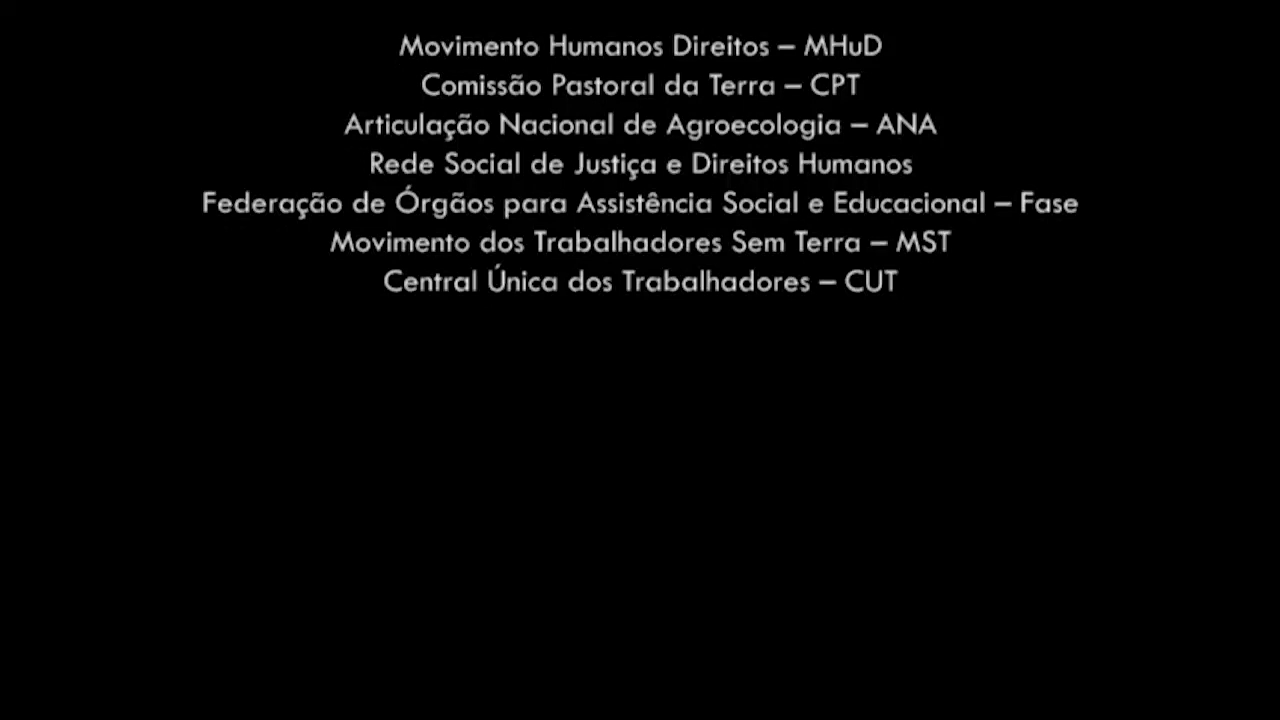 Movimento Humanos Direitos – MHuD
Comissão Pastoral da Terra – CPT
Articulação Nacional de Agroecologia – ANA
Rede Social de Justiça e Direitos Humanos
Federação de Órgãos para Assistência Social e Educacional – Fase
Movimento dos Trabalhadores Sem Terra – MST
Central Única dos Trabalhadores – CUT